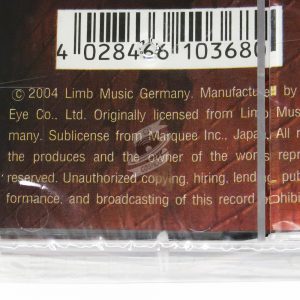 4 028466 103680
© 2004 Limb Music Germany. Manufacture by
Eye Co., Ltd. Originally licensed from Limb Mus
many. Sublicense from Marquee Inc., Japan. All r
the produces and the owner of the works repr
reserved. Unauthorized copying, hiring, lending, pub
formance, and broadcasting of this record prohibi